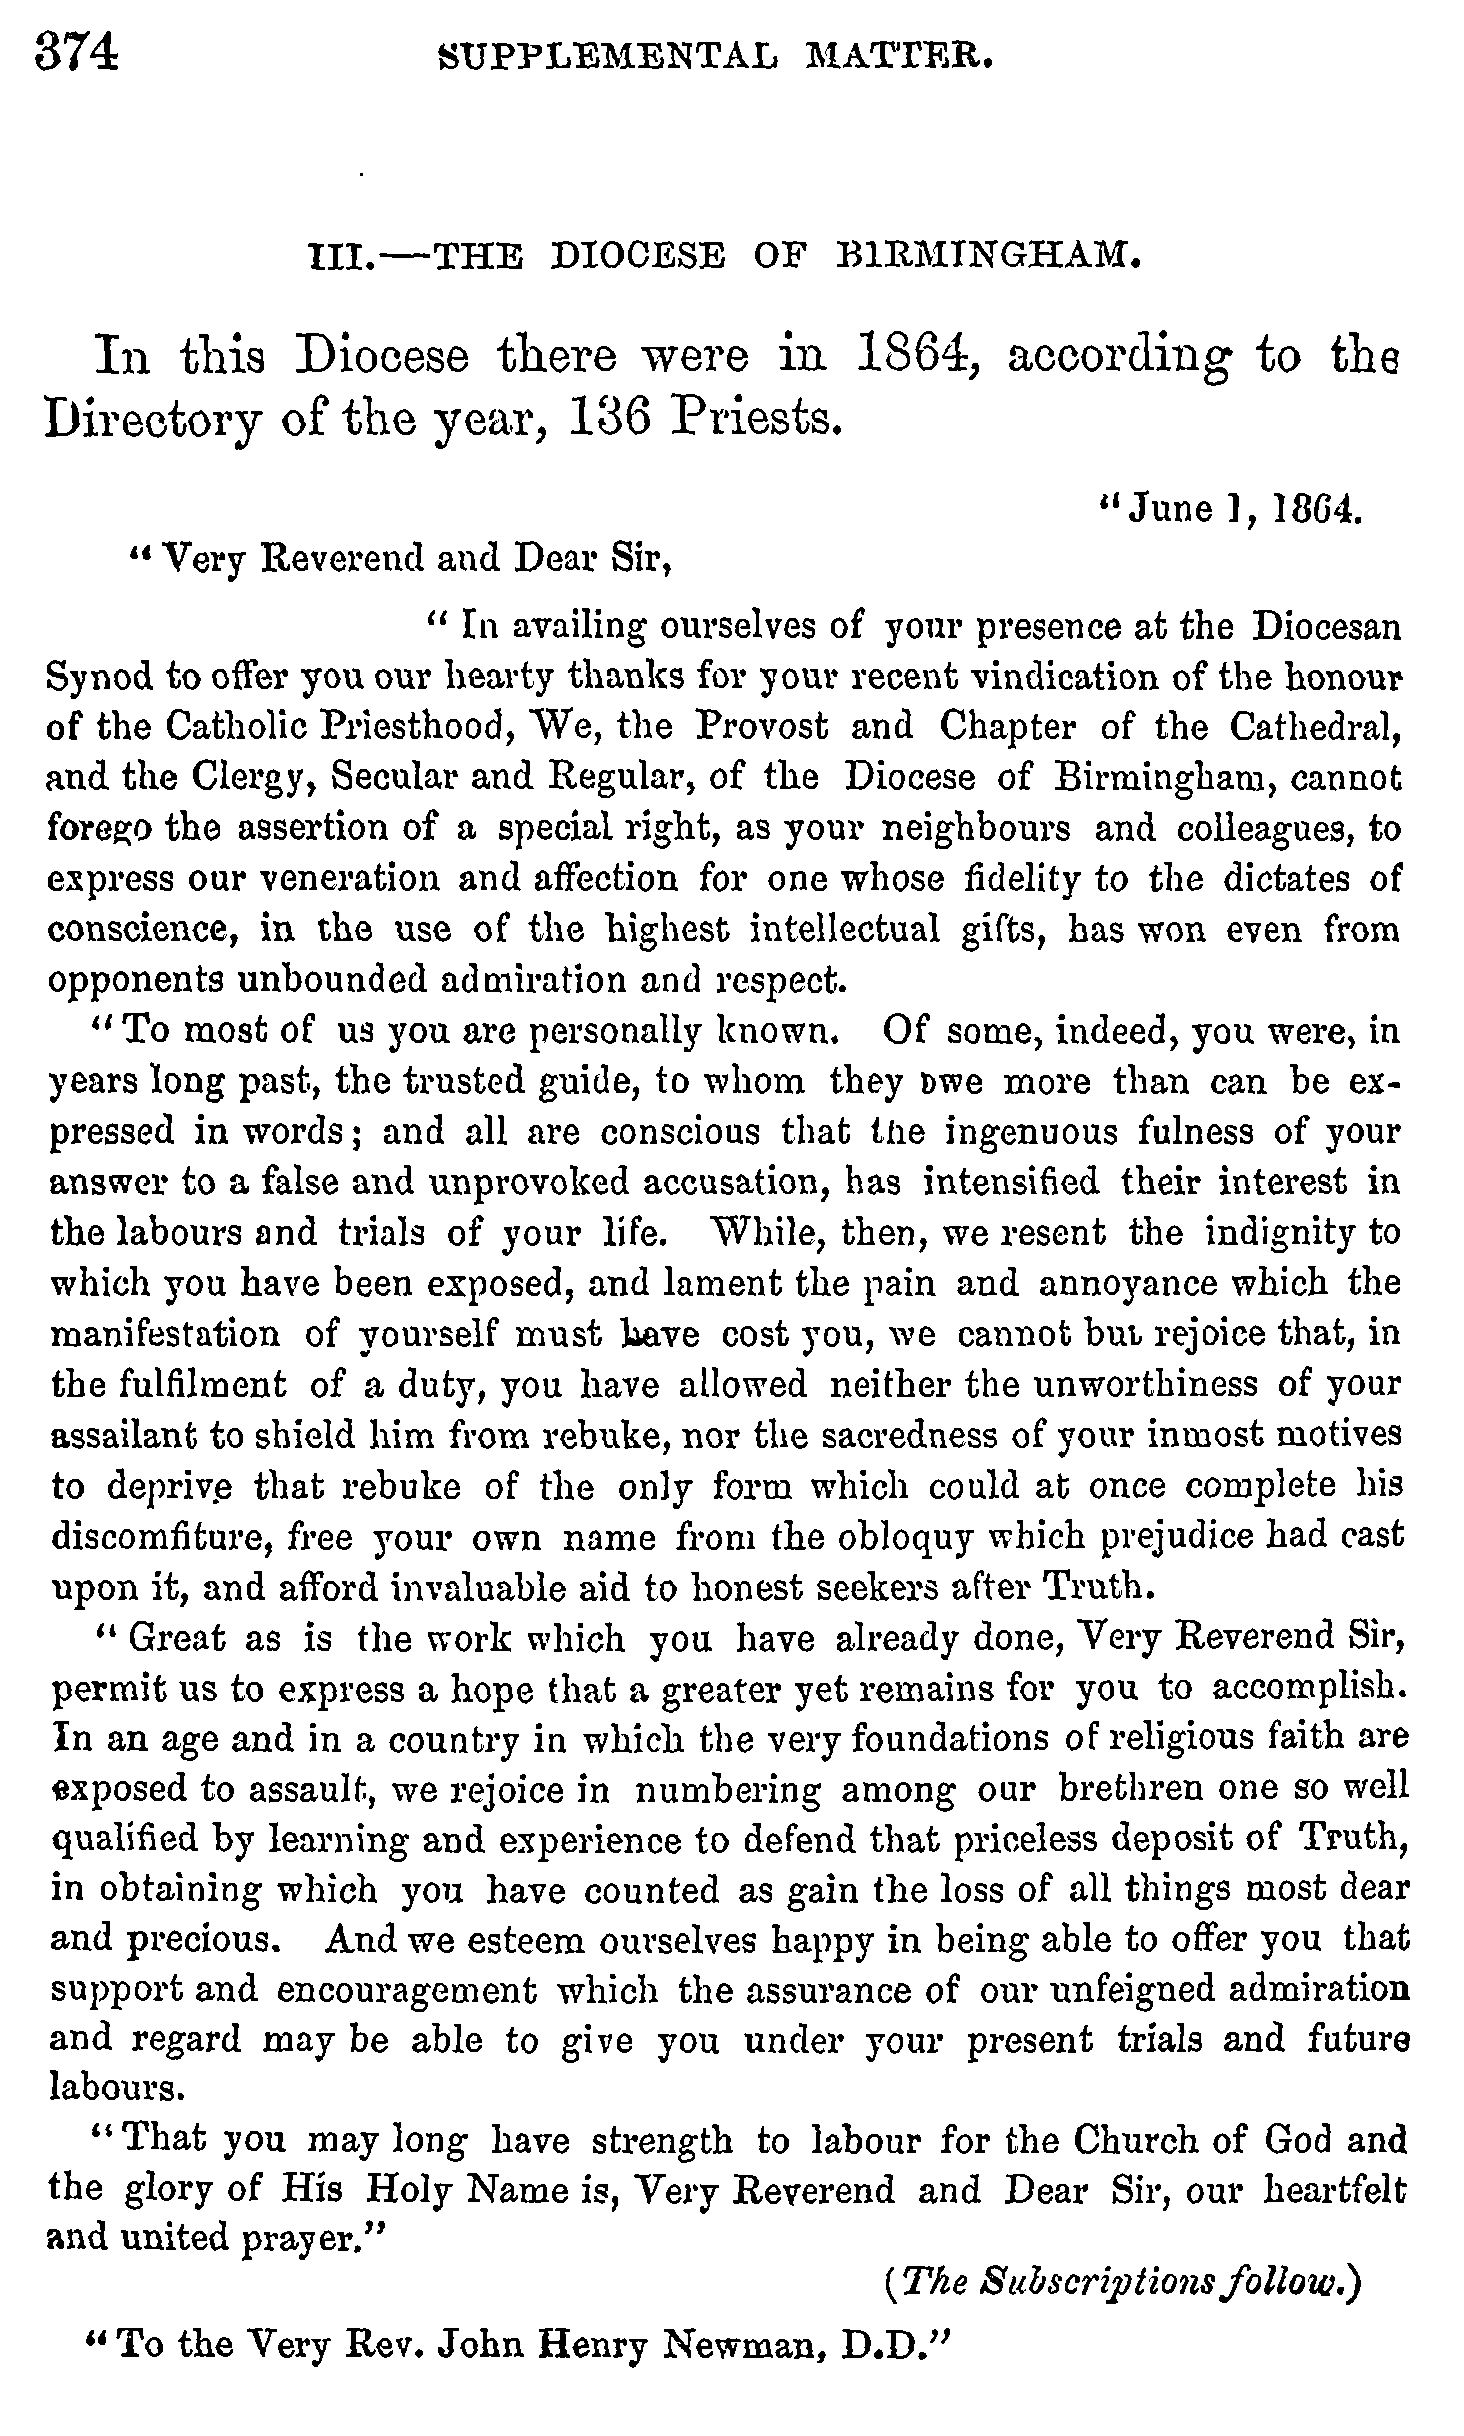 374 SUPPLEMENTAL MATTER.
III.—THE DIOCESE OF BIRMINGHAM.
In this Diocese there were in 1864, according to the
Directory of the year, 136 Priests.
"June 1, 1864.
"Very Reverend and Dear Sir,
"In availing ourselves of your presence at the Diocesan
Synod to offer you our hearty thanks for your recent vindication of the honour
of the Catholic Priesthood, We, the Provost and Chapter of the Cathedral,
and the Clergy, Secular and Regular, of the Diocese of Birmingham, cannot
forego the assertion of a special right, as your neighbours and colleagues, to
express our veneration and affection for one whose fidelity to the dictates of
conscience, in the use of the highest intellectual gifts, has won even from
opponents unbounded admiration and respect.
"To most of us you are personally known. Of some, indeed, you were, in
years long past, the trusted guide, to whom they owe more than can be ex-
pressed in words; and all are conscious that the ingenuous fulness of your
answer to a false and unprovoked accusation, has intensified their interest in
the labours and trials of your life. While, then, we resent the indignity to
which you have been exposed, and lament the pain and annoyance which the
manifestation of yourself must have cost you, we cannot but rejoice that, in
the fulfilment of a duty, you have allowed neither the unworthiness of your
assailant to shield him from rebuke, nor the sacredness of your inmost motives
to deprive that rebuke of the only form which could at once complete his
discomfiture, free your own name from the obloquy which prejudice had cast
upon it, and afford invaluable aid to honest seekers after Truth.
"Great as is the work which you have already done, Very Reverend Sir,
permit us to express a hope that a greater yet remains for you to accomplish.
In an age and in a country in which the very foundations of religious faith are
exposed to assault, we rejoice in numbering among our brethren one so well
qualified by learning and experience to defend that priceless deposit of Truth,
in obtaining which you have counted as gain the loss of all things most dear
and precious. And we esteem ourselves happy in being able to offer you that
support and encouragement which the assurance of our unfeigned admiration
and regard may be able to give you under your present trials and future
labours.
"That you may long have strength to labour for the Church of God and
the glory of His Holy Name is, Very Reverend and Dear Sir, our heartfelt
and united prayer."
(The Subscriptions follow.)
"To the Very Rev. John Henry Newman, D.D."